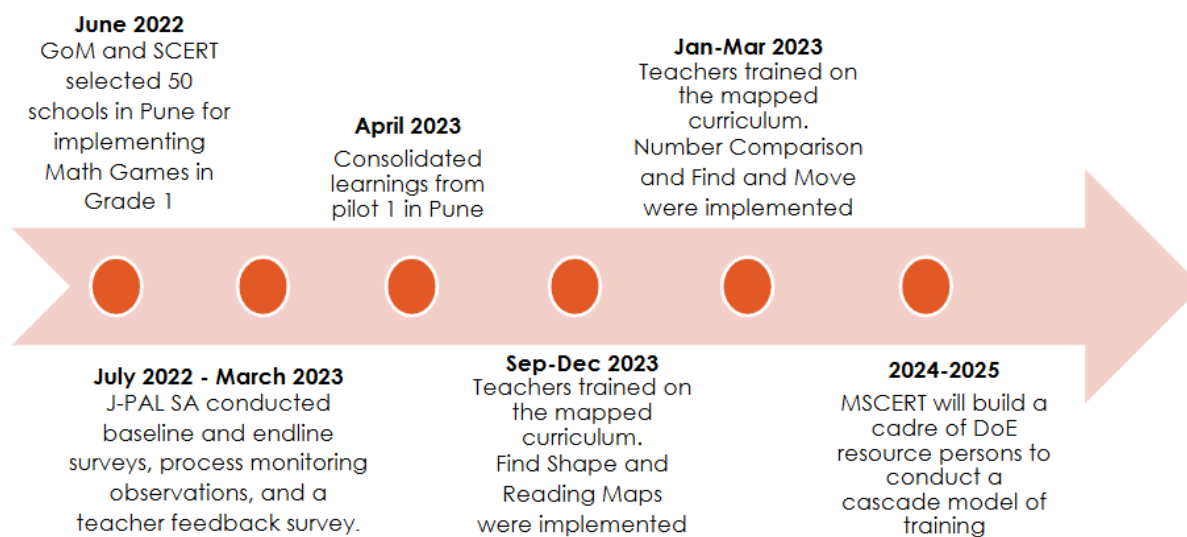 June 2022
GoM and SCERT
selected 50
schools in Pune for
implementing
Math Games in
Grade 1
July 2022 - March 2023
J-PAL SA conducted
baseline and endline
surveys, process monitoring
observations, and a
teacher feedback survey.
April 2023
Consolidated
learnings from
pilot 1 in Pune
Sep-Dec 2023
Teachers trained on
the mapped
curriculum.
Find Shape and
Reading Maps
were implemented
Jan-Mar 2023
Teachers trained on
the mapped
curriculum.
Number Comparison
and Find and Move
were implemented
2024-2025
MSCERT will build a
cadre of DoE
resource persons to
conduct a
cascade model of
training